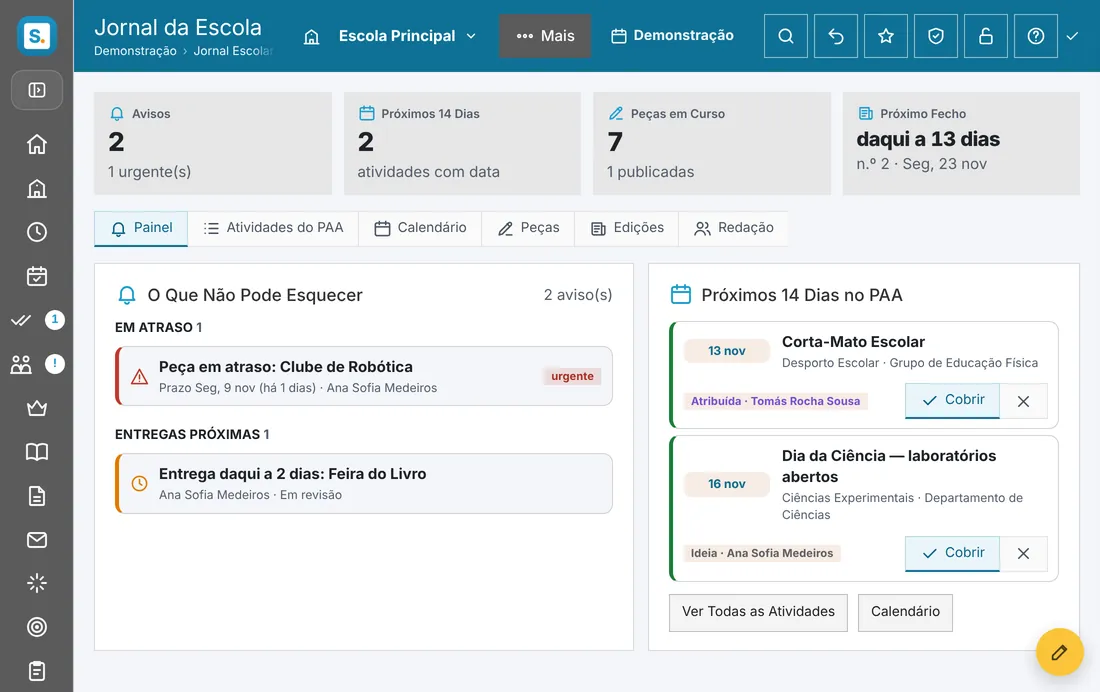 S.
Jornal da Escola
Demonstração › Jornal Escolar
Escola Principal
Mais
Demonstração
Avisos
2
1 urgente(s)
Próximos 14 Dias
2
atividades com data
Peças em Curso
7
1 publicadas
Próximo Fecho
daqui a 13 dias
n.º 2 · Seg, 23 nov
1
!
Painel
Atividades do PAA
Calendário
Peças
Edições
Redação
O Que Não Pode Esquecer
2 aviso(s)
EM ATRASO 1
Peça em atraso: Clube de Robótica
Prazo Seg, 9 nov (há 1 dias) · Ana Sofia Medeiros
urgente
ENTREGAS PRÓXIMAS 1
Entrega daqui a 2 dias: Feira do Livro
Ana Sofia Medeiros · Em revisão
Próximos 14 Dias no PAA
13 nov
Corta-Mato Escolar
Desporto Escolar · Grupo de Educação Física
Atribuída · Tomás Rocha Sousa
Cobrir
16 nov
Dia da Ciência — laboratórios
abertos
Ciências Experimentais · Departamento de
Ciências
Ideia · Ana Sofia Medeiros
Cobrir
Ver Todas as Atividades
Calendário